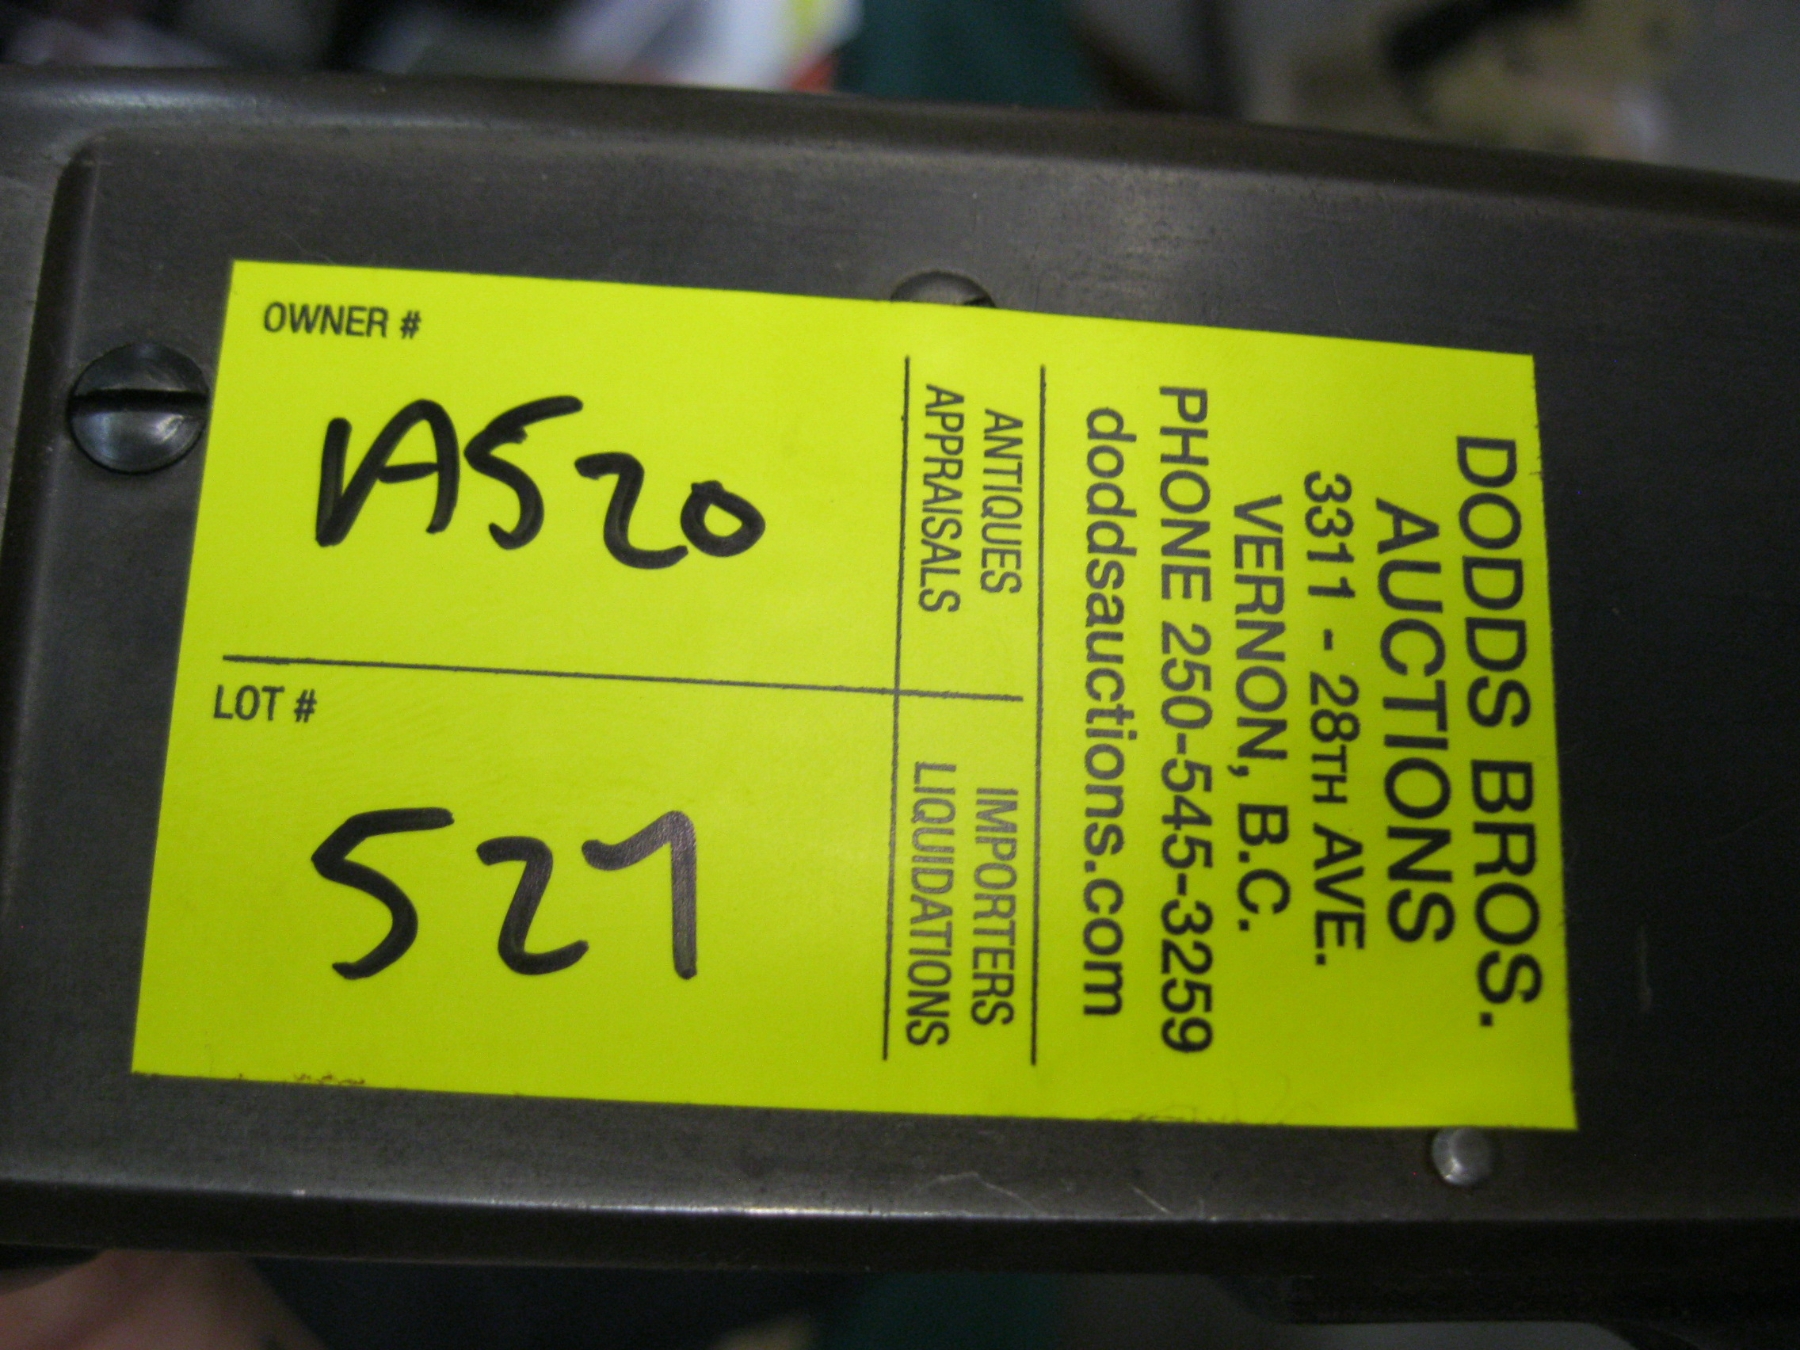 DODDS BROS.
AUCTIONS
3311 - 28TH AVE.
VERNON, B.C.
PHONE 250-545-3259
doddsauctions.com
ANTIQUES
APPRAISALS
IMPORTERS
LIQUIDATIONS
OWNER #
AS20
LOT #
527